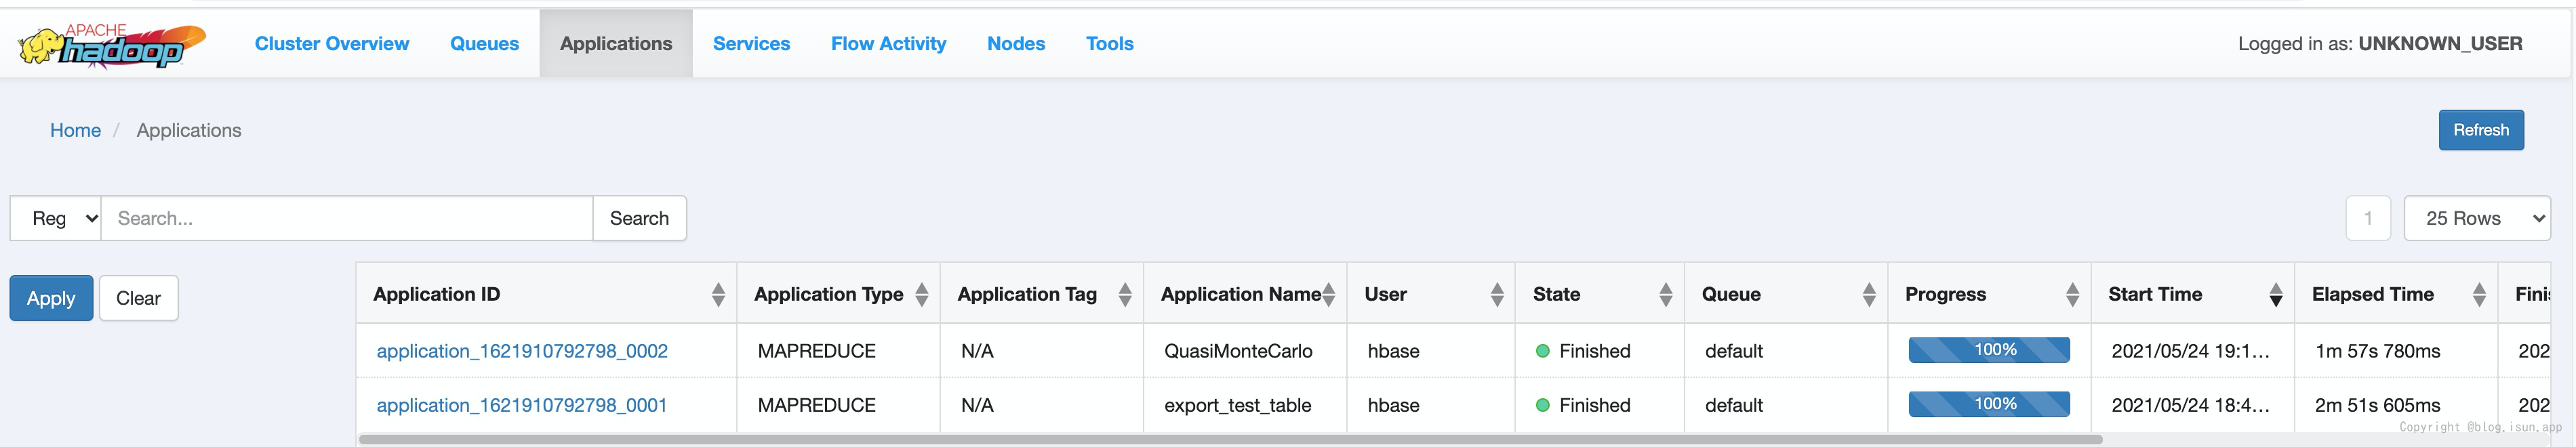 APACHE
hadoop
Cluster Overview Queues Applications Services Flow Activity Nodes Tools Logged in as: UNKNOWN_USER
Home / Applications Refresh
Reg Search... Search 1 25 Rows
Apply Clear
Application ID Application Type Application Tag Application Name User State Queue Progress Start Time Elapsed Time Finis
application_1621910792798_0002 MAPREDUCE N/A QuasiMonteCarlo hbase Finished default 100% 2021/05/24 19:1... 1m 57s 780ms 202
application_1621910792798_0001 MAPREDUCE N/A export_test_table hbase Finished default 100% 2021/05/24 18:4... 2m 51s 605ms 202
Copyright @blog.isun.app